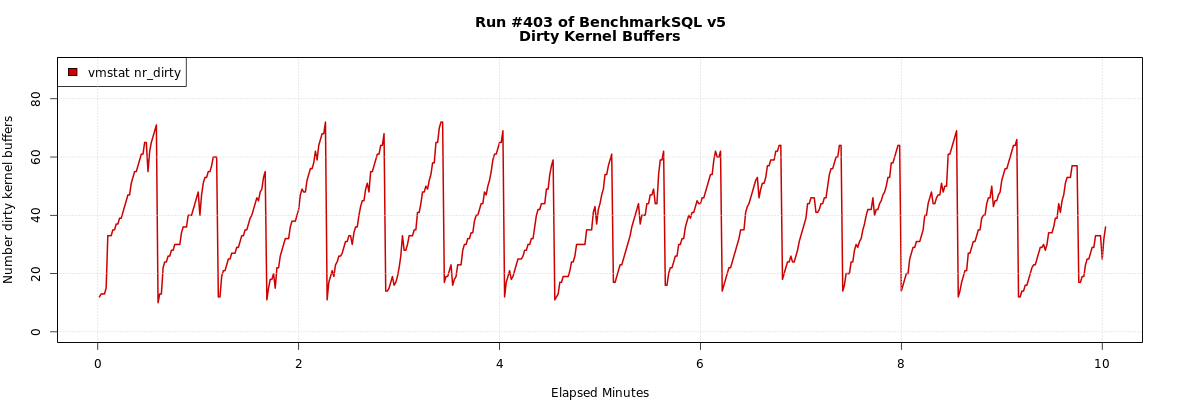 Run #403 of BenchmarkSQL v5
Dirty Kernel Buffers
vmstat nr_dirty
Number dirty kernel buffers
80
60
40
20
0
0 2 4 6 8 10
Elapsed Minutes